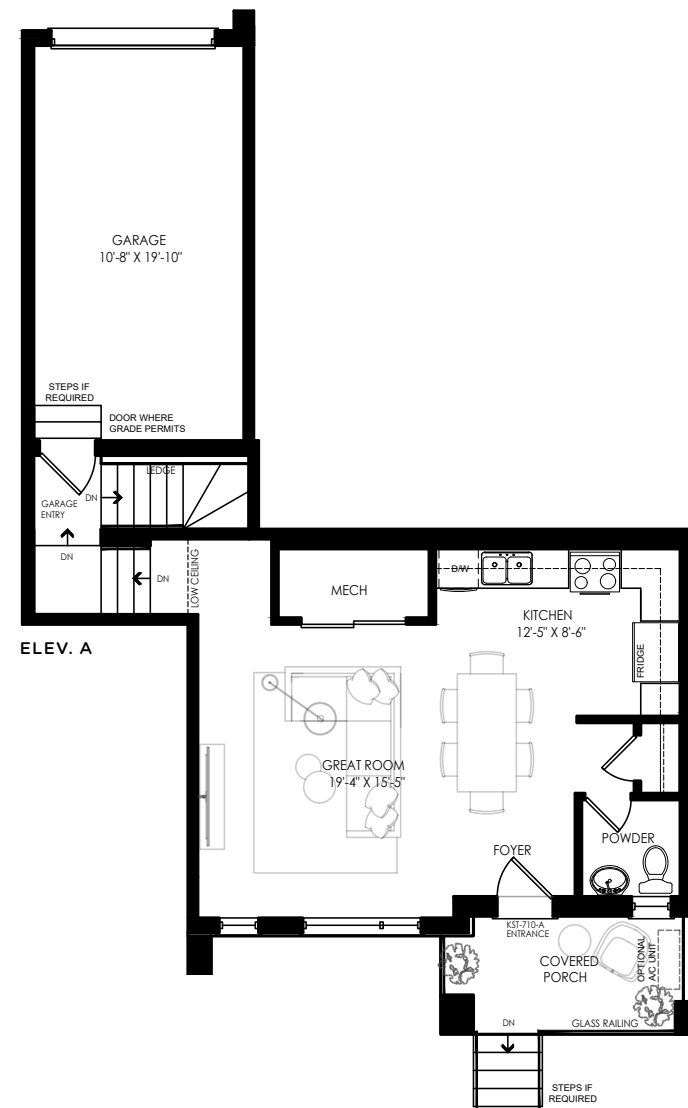 GARAGE
10'-8" X 19'-10"
STEPS IF
REQUIRED
DOOR WHERE
GRADE PERMITS
LEDGE
DN
GARAGE
ENTRY
DN
DN
LOW CEILING
MECH
D/W
KITCHEN
12'-5" X 8'-6"
FRIDGE
ELEV. A
GREAT ROOM
19'-4" X 15'-5"
POWDER
FOYER
KST-710-A
ENTRANCE
COVERED
PORCH
OPTIONAL
A/C UNIT
DN
GLASS RAILING
STEPS IF
REQUIRED